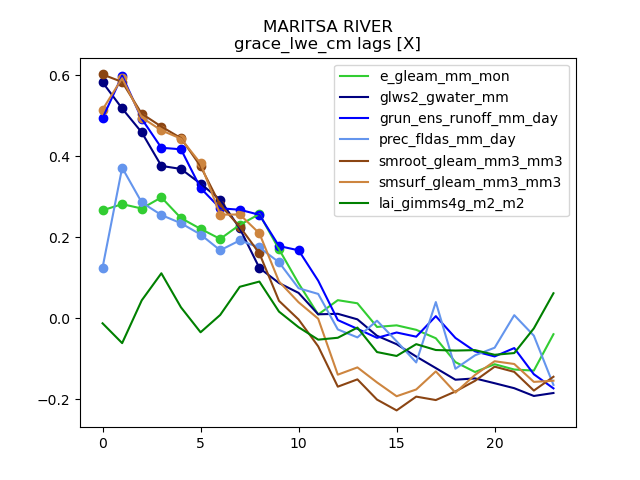 MARITSA RIVER
grace_lwe_cm lags [X]
e_gleam_mm_mon
glws2_gwater_mm
grun_ens_runoff_mm_day
prec_fldas_mm_day
smroot_gleam_mm3_mm3
smsurf_gleam_mm3_mm3
lai_gimms4g_m2_m2
0.6
0.4
0.2
0.0
−0.2
0 5 10 15 20